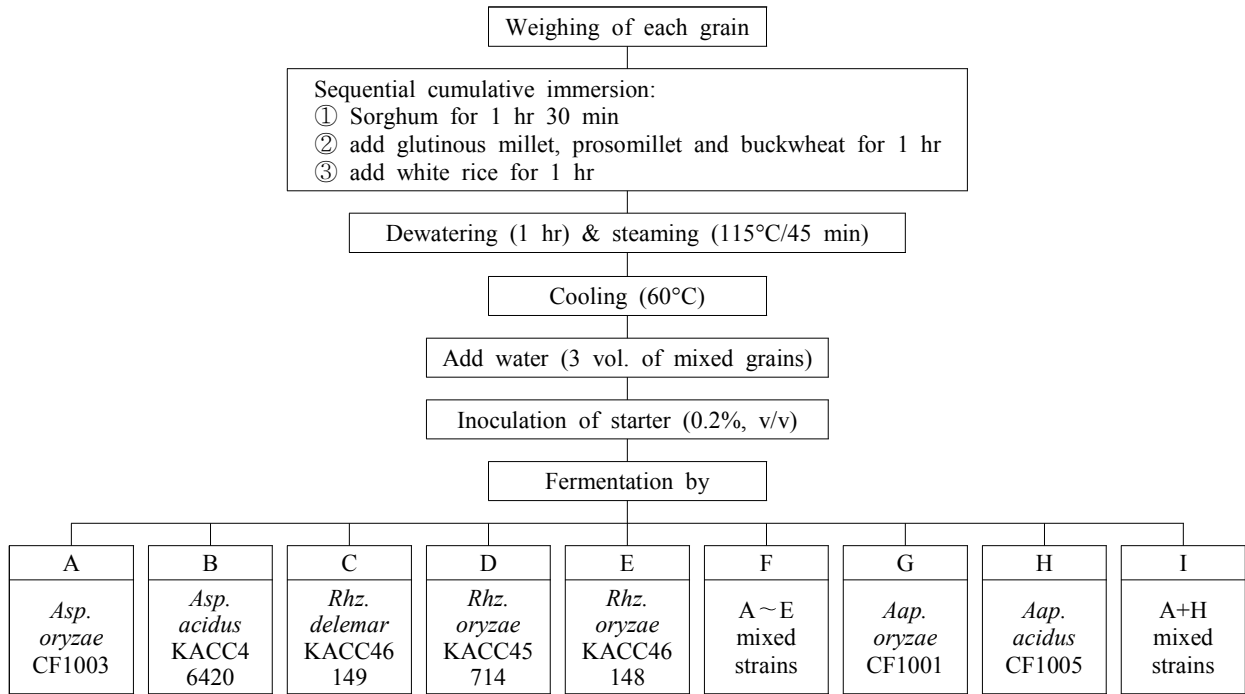 Weighing of each grain
Sequential cumulative immersion:
① Sorghum for 1 hr 30 min
② add glutinous millet, prosomillet and buckwheat for 1 hr
③ add white rice for 1 hr
Dewatering (1 hr) & steaming (115°C/45 min)
Cooling (60°C)
Add water (3 vol. of mixed grains)
Inoculation of starter (0.2%, v/v)
Fermentation by
A
Asp.
oryzae
CF1003
B
Asp.
acidus
KACC4
6420
C
Rhz.
delemar
KACC46
149
D
Rhz.
oryzae
KACC45
714
E
Rhz.
oryzae
KACC46
148
F
A~E
mixed
strains
G
Aap.
oryzae
CF1001
H
Aap.
acidus
CF1005
I
A+H
mixed
strains